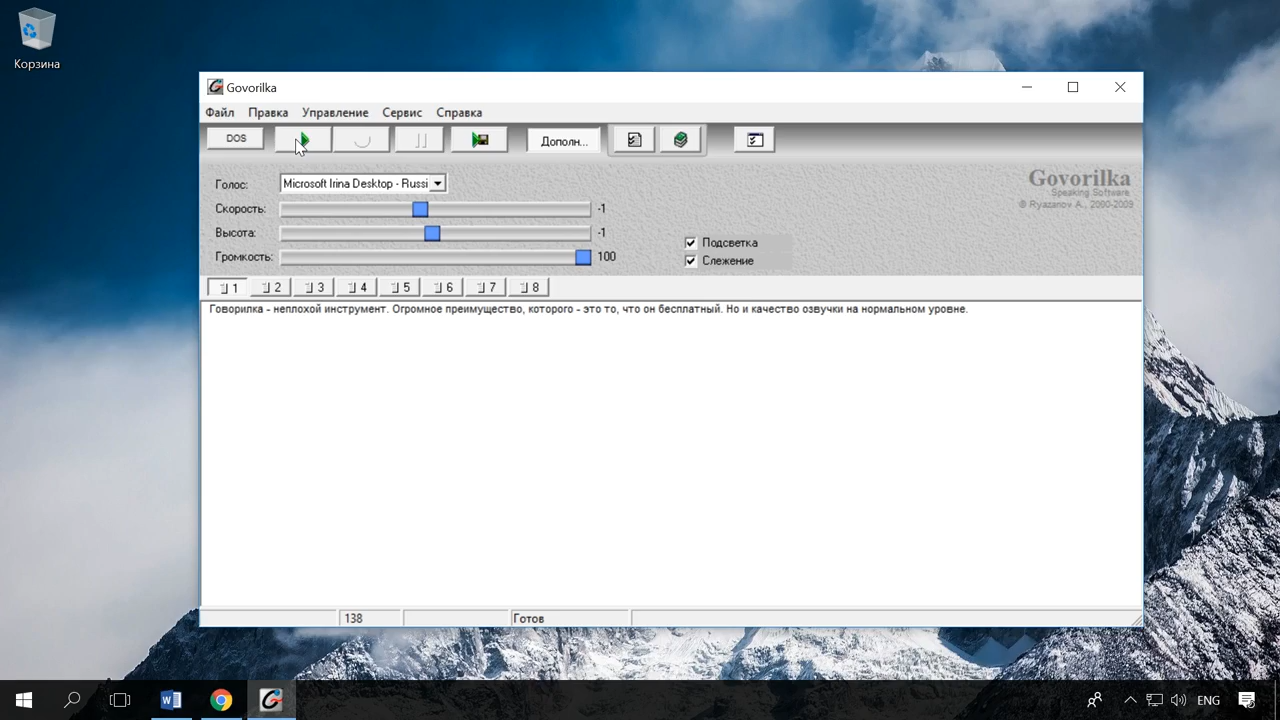 Корзина
Govorilka
Файл Правка Управление Сервис Справка
DOS Дополн...
Голос: Microsoft Irina Desktop - Russi
Govorilka
Speaking Software
© Ryazanov A., 2000-2009
Скорость: -1
Высота: -1
Громкость: 100
Подсветка
Слежение
1 2 3 4 5 6 7 8
Говорилка - неплохой инструмент. Огромное преимущество, которого - это то, что он бесплатный. Но и качество озвучки на нормальном уровне.
138 Готов
ENG